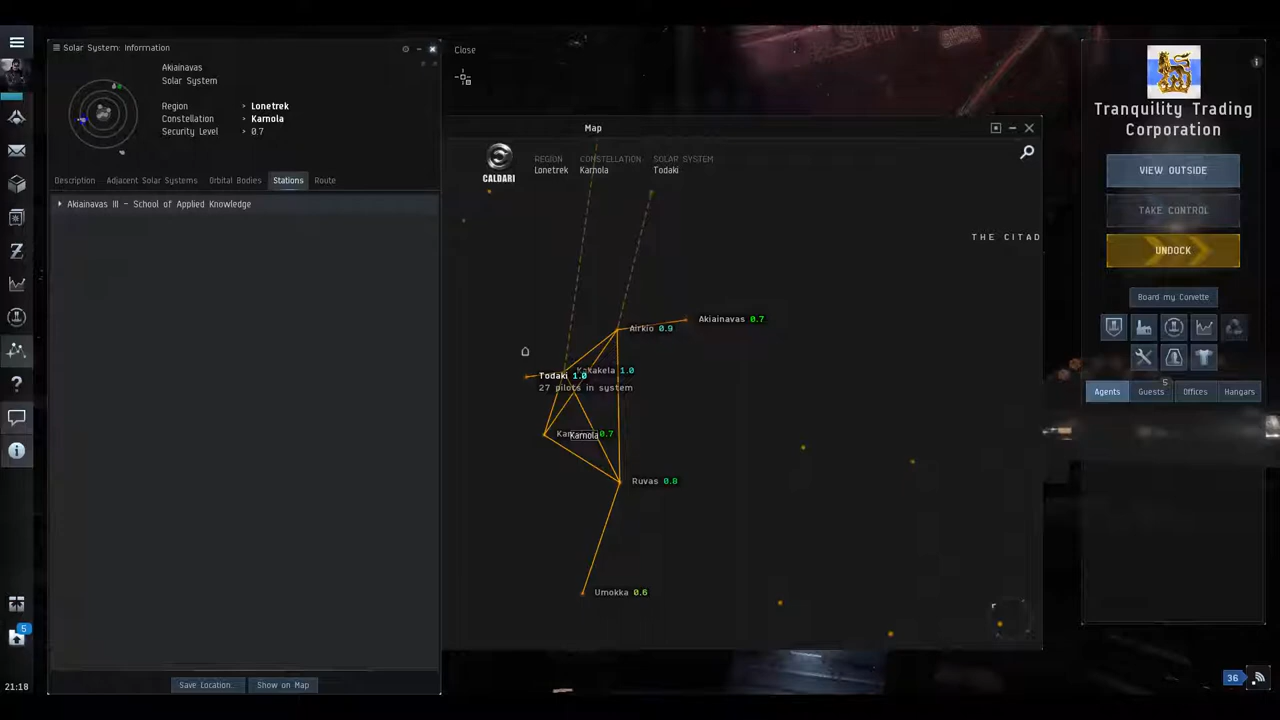 Solar System: Information
Akiainavas
Solar System
Region > Lonetrek
Constellation > Karnola
Security Level > 0.7
Description Adjacent Solar Systems Orbital Bodies Stations Route
Akiainavas III - School of Applied Knowledge
Save Location... Show on Map
Close
Map
CALDARI
REGION CONSTELLATION SOLAR SYSTEM
Lonetrek Karnola Todaki
THE CITAD
Airkio 0.9
Akiainavas 0.7
Todaki 1.0
kakela 1.0
27 pilots in system
Karnola
0.7
Ruvas 0.8
Umokka 0.6
Tranquility Trading
Corporation
VIEW OUTSIDE
TAKE CONTROL
UNDOCK
Board my Corvette
5
Agents Guests Offices Hangars
5
21:18
36